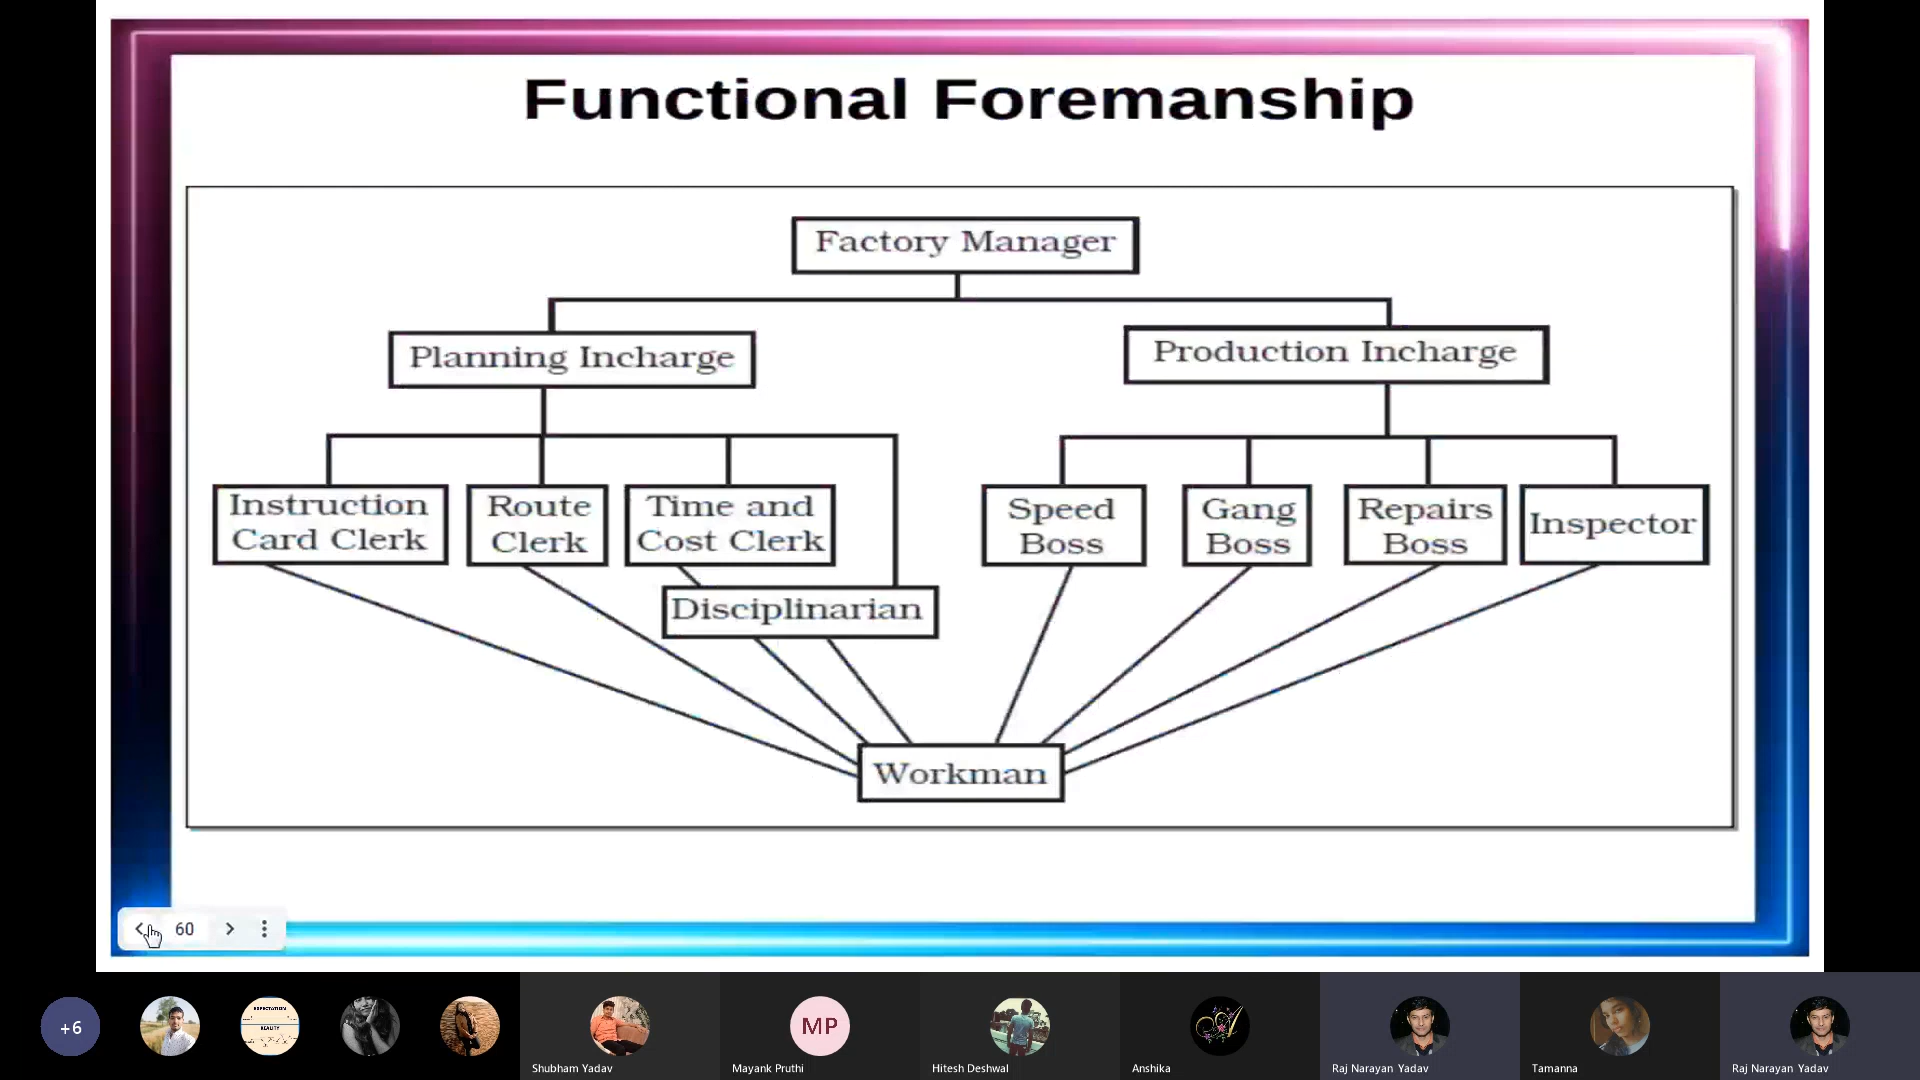 Functional Foremanship
Factory Manager
Planning Incharge
Production Incharge
Instruction
Card Clerk
Route
Clerk
Time and
Cost Clerk
Disciplinarian
Speed
Boss
Gang
Boss
Repairs
Boss
Inspector
Workman
60
+6
EXPECTATION
REALITY
Shubham Yadav
MP
Mayank Pruthi
Hitesh Deshwal
A
Anshika
Raj Narayan Yadav
Tamanna
Raj Narayan Yadav